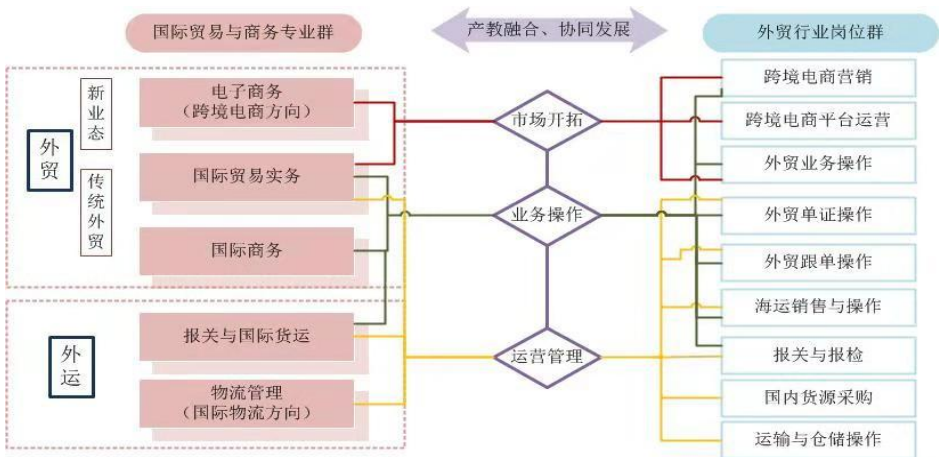 国际贸易与商务专业群
产教融合、协同发展
外贸行业岗位群
外贸
新业态
传统外贸
电子商务
（跨境电商方向）
国际贸易实务
国际商务
外运
报关与国际货运
物流管理
（国际物流方向）
市场开拓
业务操作
运营管理
跨境电商营销
跨境电商平台运营
外贸业务操作
外贸单证操作
外贸跟单操作
海运销售与操作
报关与报检
国内货源采购
运输与仓储操作